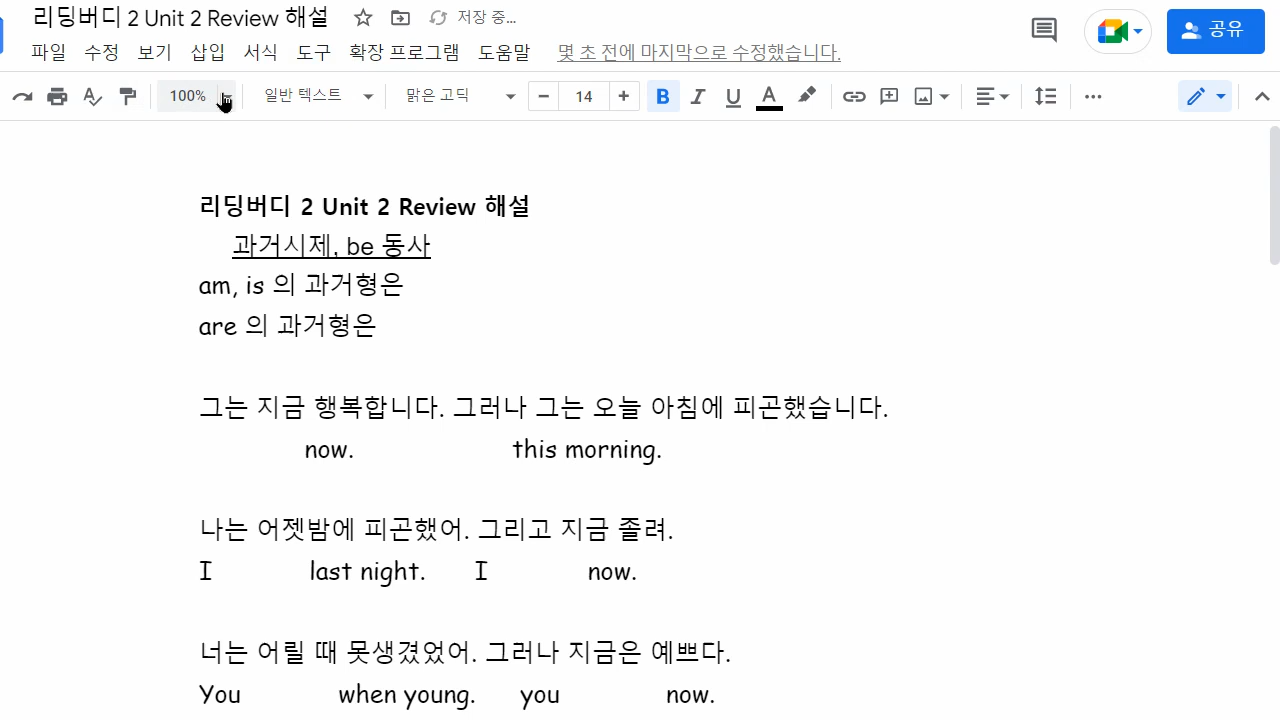 리딩버디 2 Unit 2 Review 해설 저장 중...
파일 수정 보기 삽입 서식 도구 확장 프로그램 도움말 몇 초 전에 마지막으로 수정했습니다.
공유
100% 일반 텍스트 맑은 고딕 14 B I U A
리딩버디 2 Unit 2 Review 해설
과거시제, be 동사
am, is 의 과거형은
are 의 과거형은
그는 지금 행복합니다. 그러나 그는 오늘 아침에 피곤했습니다.
now. this morning.
나는 어젯밤에 피곤했어. 그리고 지금 졸려.
I last night. I now.
너는 어릴 때 못생겼었어. 그러나 지금은 예쁘다.
You when young. you now.